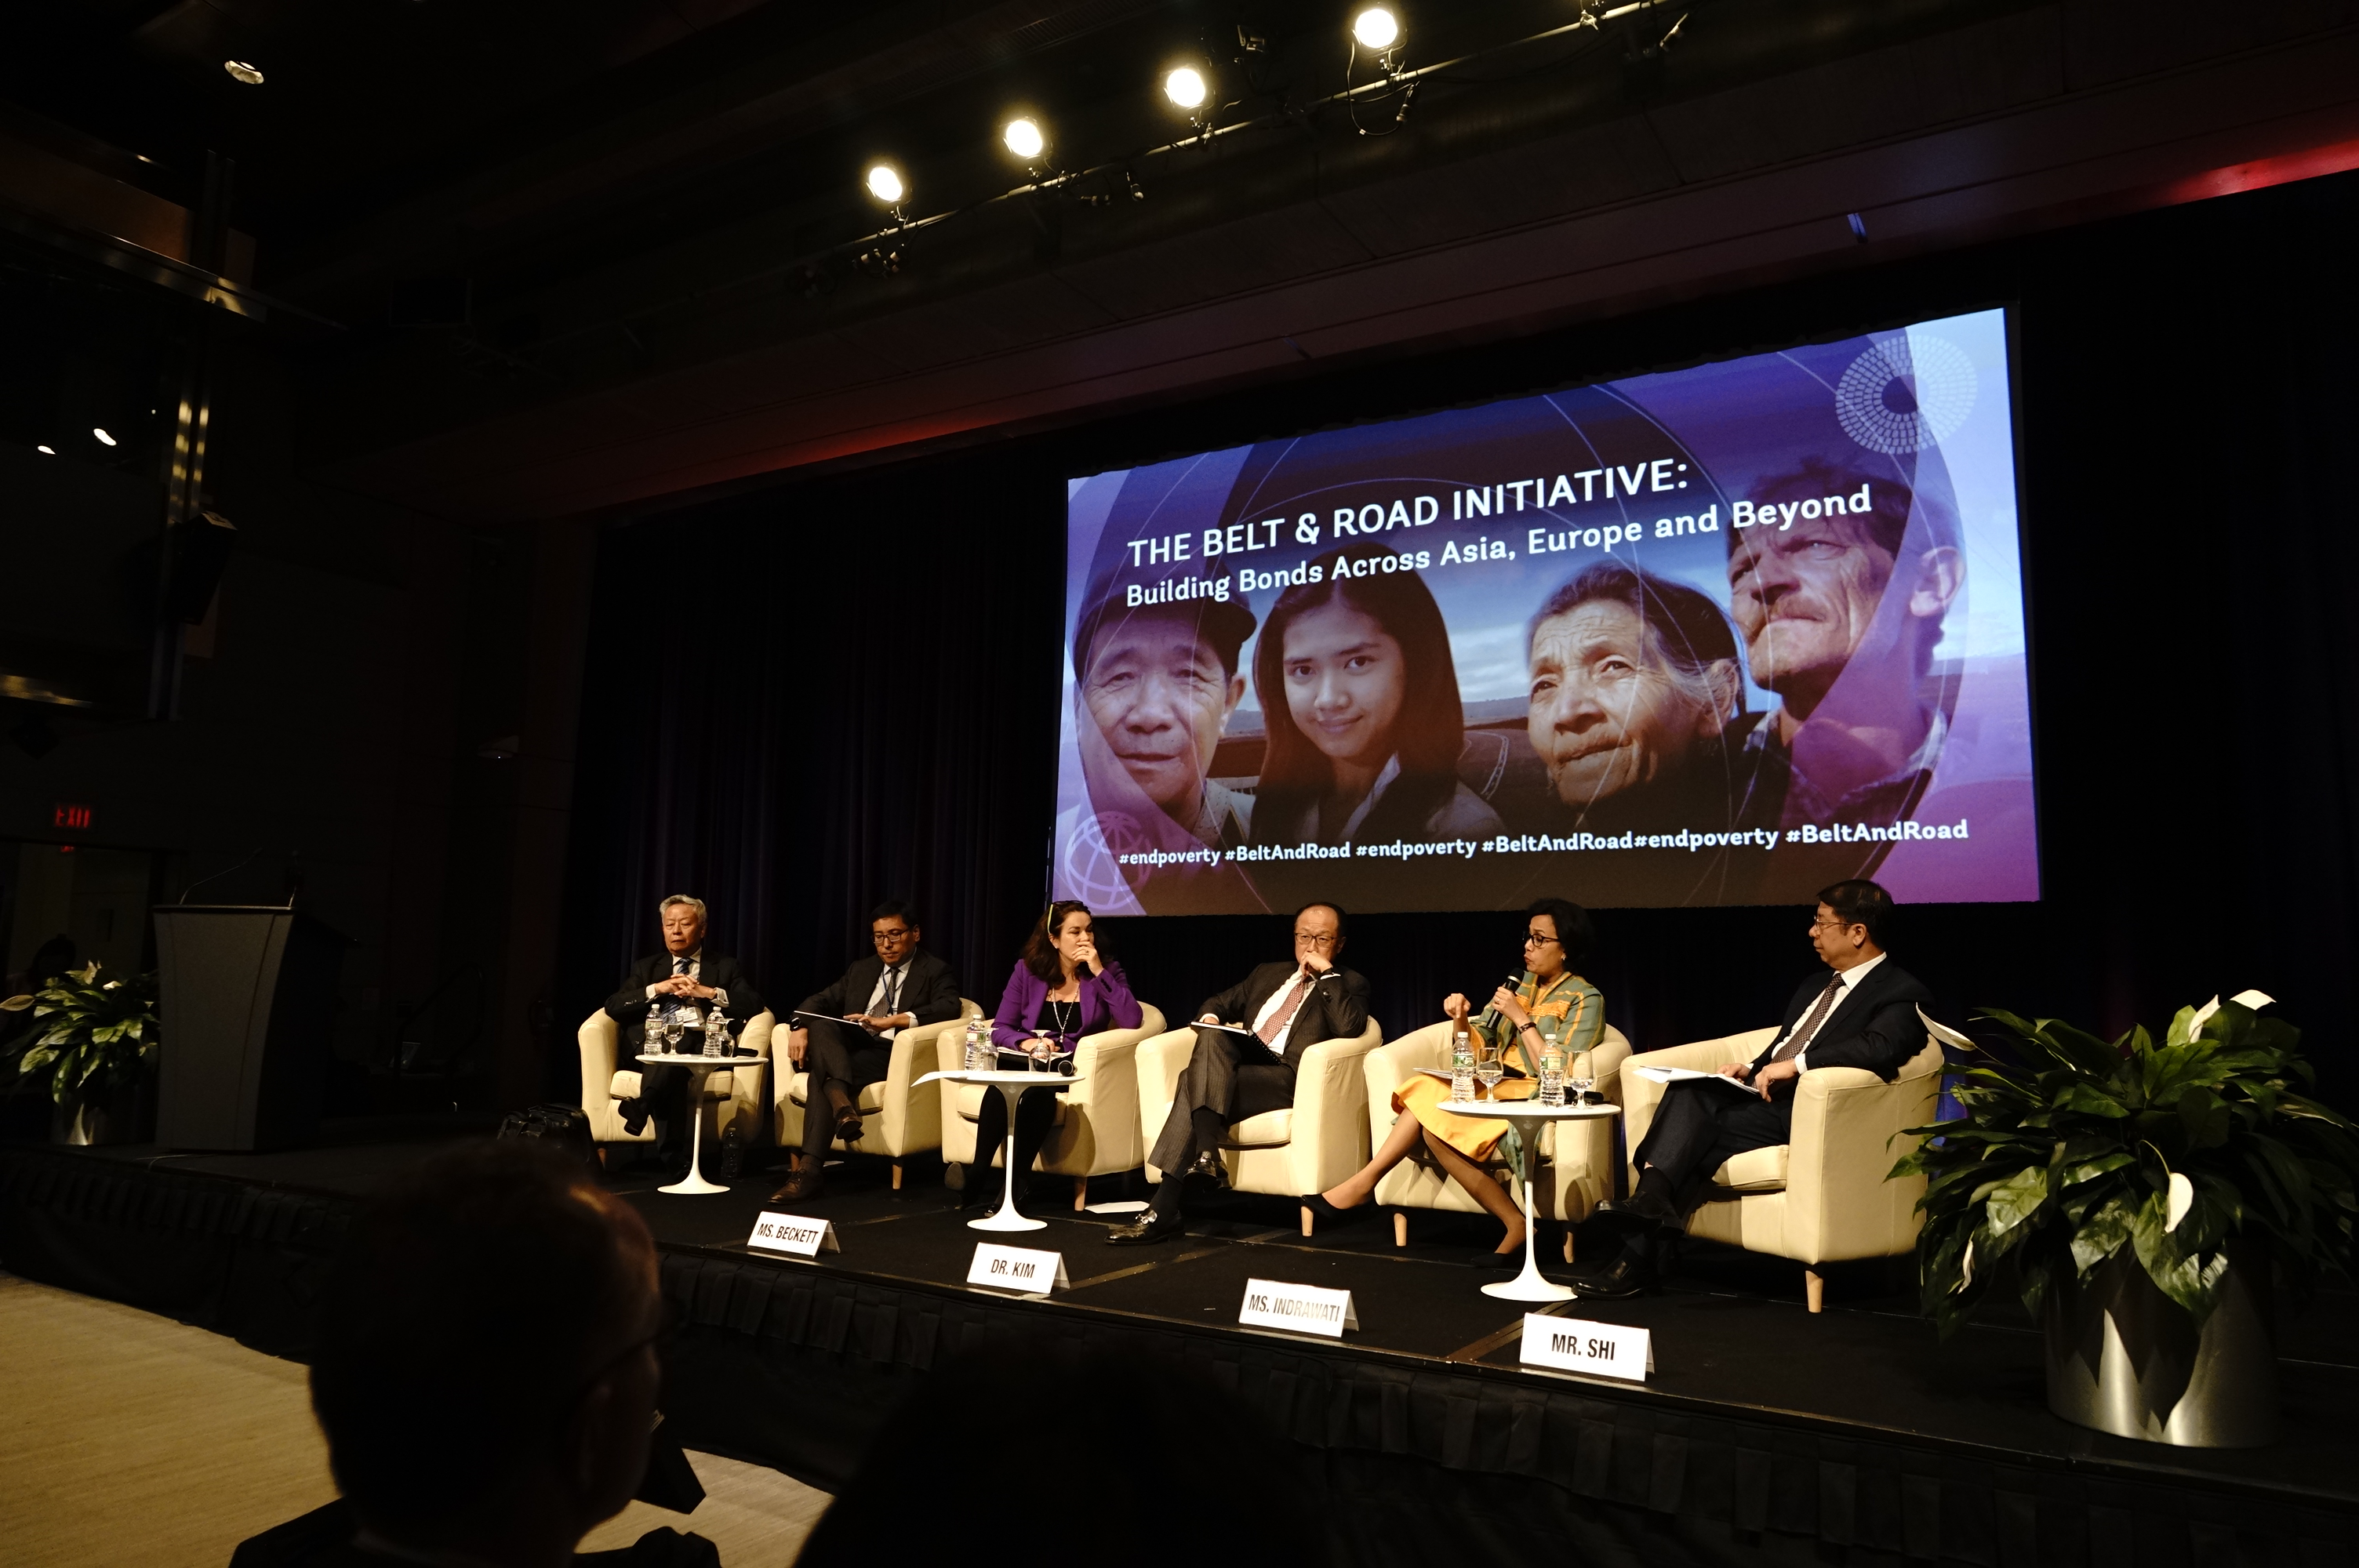 THE BELT & ROAD INITIATIVE:
Building Bonds Across Asia, Europe and Beyond
#endpoverty #BeltAndRoad #endpoverty #BeltAndRoad#endpoverty #BeltAndRoad
EXIT
MS. BECKETT
DR. KIM
MS. INDRAWATI
MR. SHI